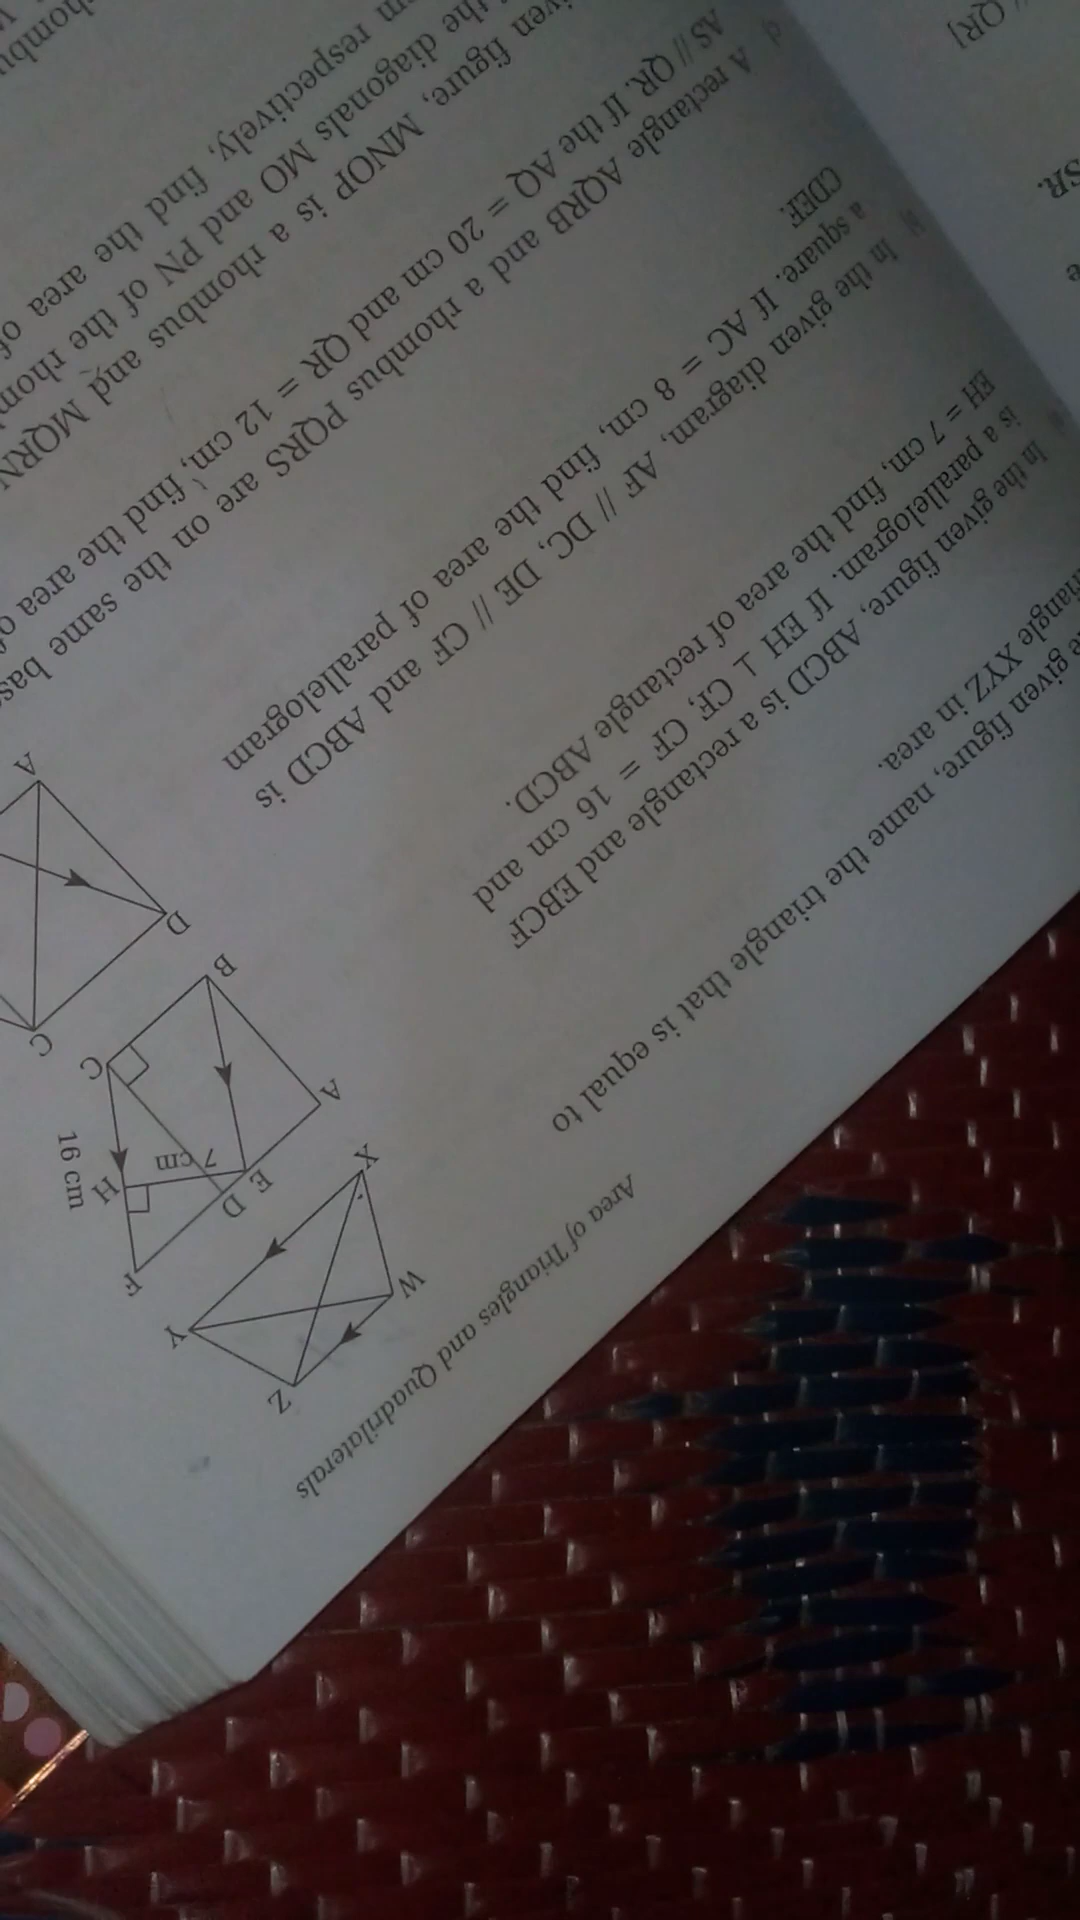 Area of Triangles and Quadrilaterals
given figure, name the triangle that is equal to
XYZ in area.
In the given figure, ABCD is a rectangle and EBCF
is a parallelogram. If EH ⊥ CF, CF = 16 cm and
EH = 7 cm, find the area of rectangle ABCD.
b) In the given diagram, AF // DC, DE // CF and ABCD is
a square. If AC = 8 cm, find the area of parallelogram
CDEF.
A rectangle AQRB and a rhombus PQRS are on the same
AS // QR. If the AQ = 20 cm and QR = 12 cm, find the area
figure, MNOP is a rhombus and MQRN
the diagonals MO and PN of the
respectively, find the area of
W
Z
X
Y
A
E
D
F
B
C
H
7 cm
16 cm
D
C
A
// QR]
SR.